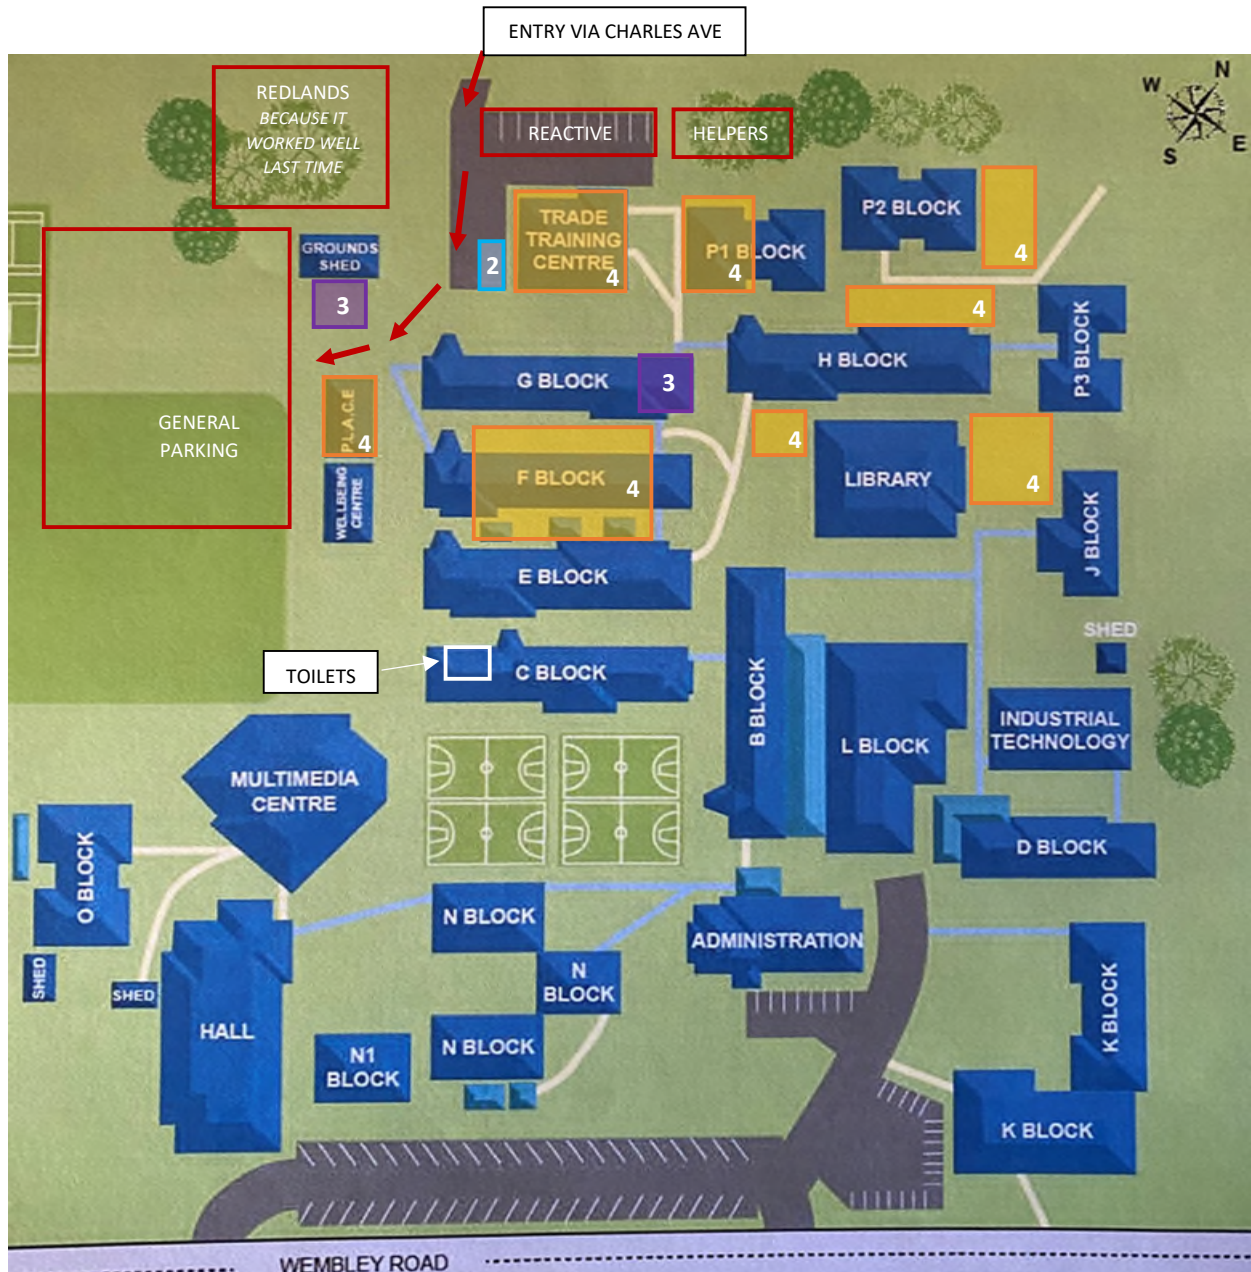 ENTRY VIA CHARLES AVE
N
W
E
S
REDLANDS
BECAUSE IT
WORKED WELL
LAST TIME
REACTIVE
HELPERS
P2 BLOCK
4
TRADE
TRAINING
CENTRE
4
P1 BLOCK
4
GROUNDS
SHED
3
2
4
H BLOCK
P3 BLOCK
G BLOCK
3
P.L.A.C.E
4
GENERAL
PARKING
4
LIBRARY
4
F BLOCK
4
WELLBEING
CENTRE
J BLOCK
E BLOCK
SHED
TOILETS
C BLOCK
B BLOCK
L BLOCK
INDUSTRIAL
TECHNOLOGY
MULTIMEDIA
CENTRE
D BLOCK
O BLOCK
N BLOCK
ADMINISTRATION
SHED
SHED
N
BLOCK
HALL
N BLOCK
N1
BLOCK
K BLOCK
K BLOCK
WEMBLEY ROAD